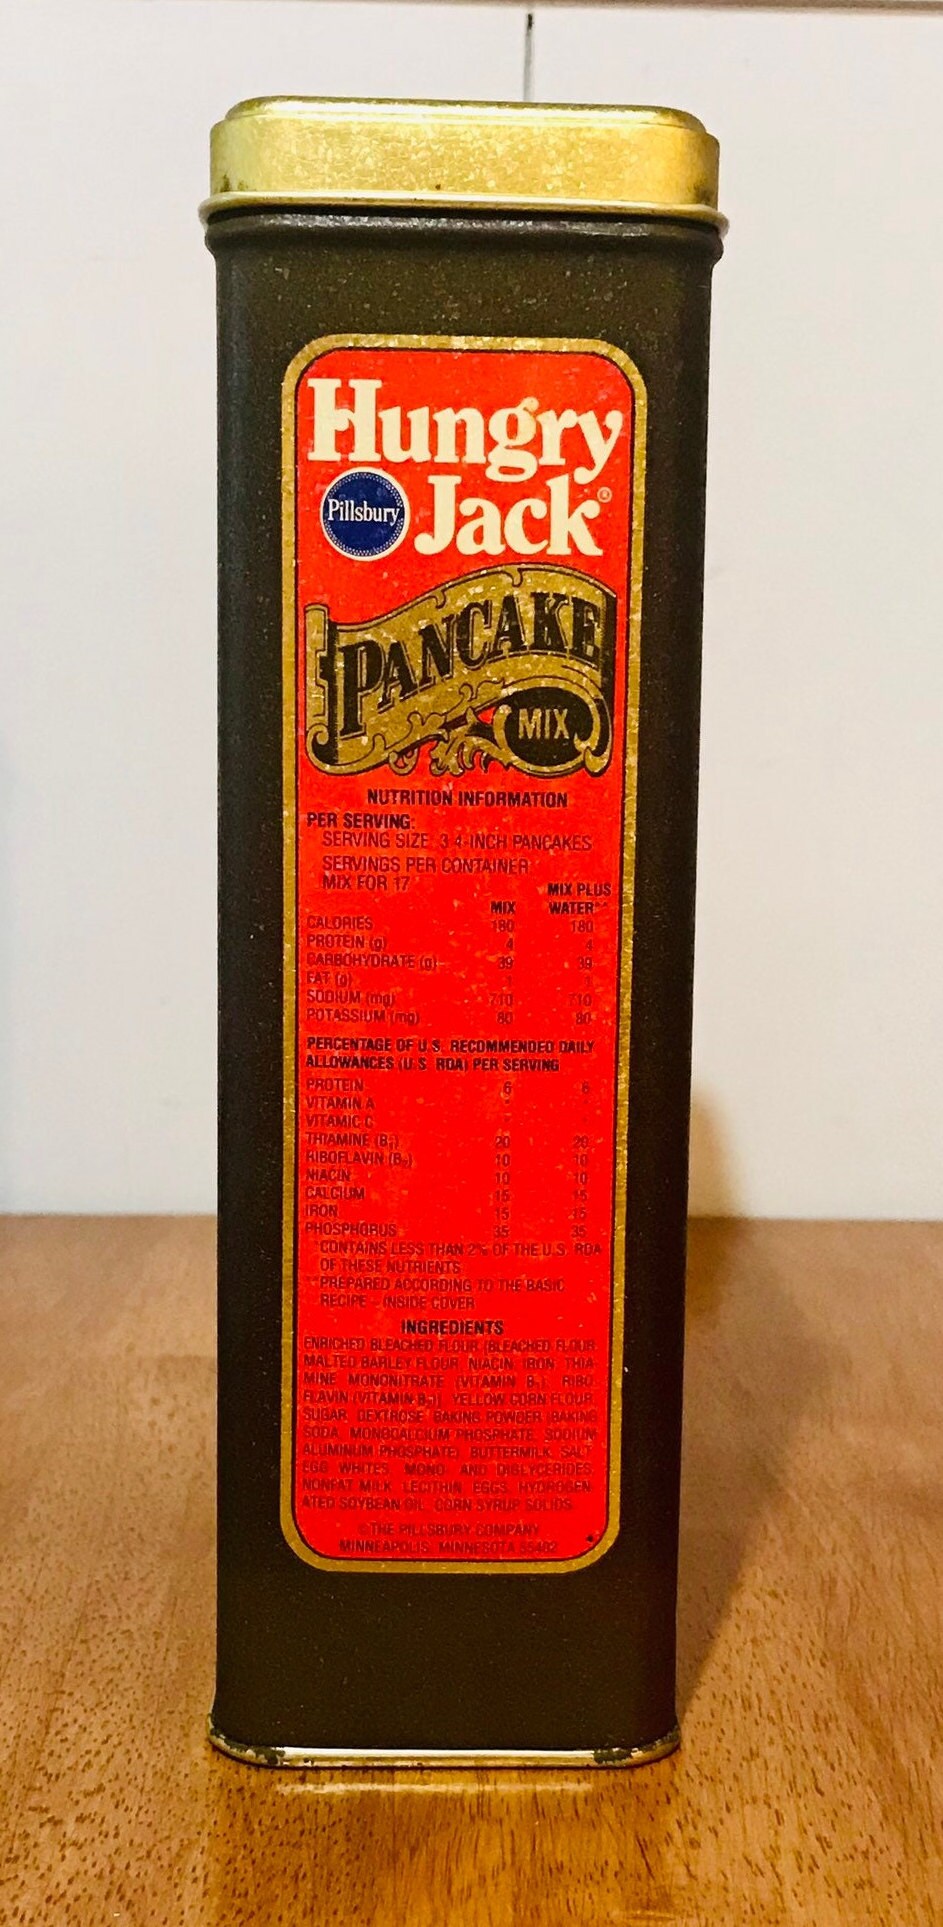 Hungry
Pillsbury Jack®
PANCAKE
MIX
NUTRITION INFORMATION
PER SERVING:
SERVING SIZE 3 4-INCH PANCAKES
SERVINGS PER CONTAINER
MIX FOR 17
MIX PLUS
MIX WATER**
CALORIES 180 180
PROTEIN (g) 4 4
CARBOHYDRATE (g) 39 39
FAT (g) 1 1
SODIUM (mg) 710 710
POTASSIUM (mg) 80 80
PERCENTAGE OF U.S. RECOMMENDED DAILY
ALLOWANCES (U.S. RDA) PER SERVING
PROTEIN 6 6
VITAMIN A * *
VITAMIC C * *
THIAMINE (B₁) 20 20
RIBOFLAVIN (B₂) 10 10
NIACIN 10 10
CALCIUM 15 15
IRON 15 15
PHOSPHORUS 35 35
*CONTAINS LESS THAN 2% OF THE U.S. RDA
OF THESE NUTRIENTS
**PREPARED ACCORDING TO THE BASIC
RECIPE - INSIDE COVER
INGREDIENTS
ENRICHED BLEACHED FLOUR (BLEACHED FLOUR,
MALTED BARLEY FLOUR, NIACIN, IRON, THIA-
MINE MONONITRATE (VITAMIN B₁), RIBO-
FLAVIN (VITAMIN B₂)), YELLOW CORN FLOUR,
SUGAR, DEXTROSE, BAKING POWDER (BAKING
SODA, MONOCALCIUM PHOSPHATE, SODIUM
ALUMINUM PHOSPHATE), BUTTERMILK, SALT,
EGG WHITES, MONO- AND DIGLYCERIDES,
NONFAT MILK, LECITHIN, EGGS, HYDROGEN-
ATED SOYBEAN OIL, CORN SYRUP SOLIDS
©THE PILLSBURY COMPANY
MINNEAPOLIS, MINNESOTA 55402